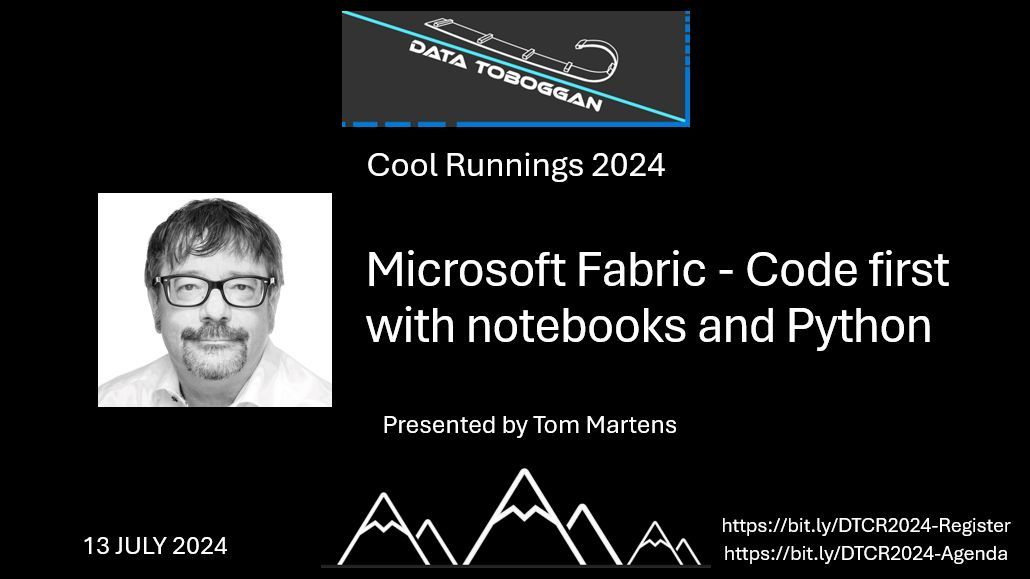 DATA TOBOGGAN
Cool Runnings 2024
Microsoft Fabric - Code first
with notebooks and Python
Presented by Tom Martens
13 JULY 2024
https://bit.ly/DTCR2024-Register
https://bit.ly/DTCR2024-Agenda